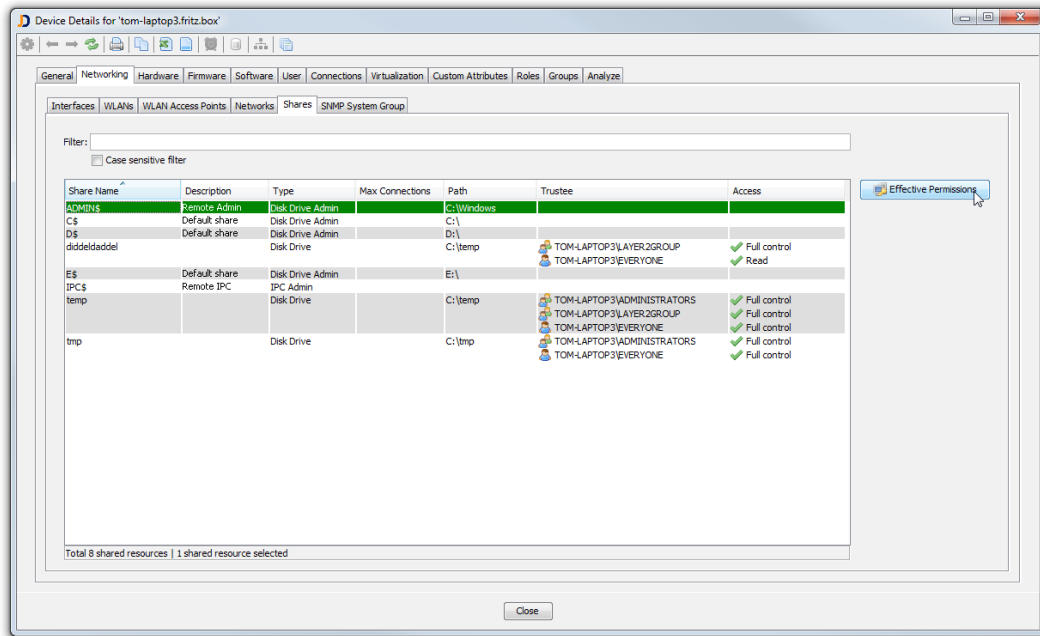 Device Details for 'tom-laptop3.fritz.box'
General Networking Hardware Firmware Software User Connections Virtualization Custom Attributes Roles Groups Analyze
Interfaces WLANs WLAN Access Points Networks Shares SNMP System Group
Filter:
Case sensitive filter
Share Name Description Type Max Connections Path Trustee Access
Effective Permissions
ADMIN$ Remote Admin Disk Drive Admin C:\Windows
C$ Default share Disk Drive Admin C:\
D$ Default share Disk Drive Admin D:\
diddeldaddel Disk Drive C:\temp TOM-LAPTOP3\LAYER2GROUP Full control
TOM-LAPTOP3\EVERYONE Read
E$ Default share Disk Drive Admin E:\
IPC$ Remote IPC IPC Admin
temp Disk Drive C:\temp TOM-LAPTOP3\ADMINISTRATORS Full control
TOM-LAPTOP3\LAYER2GROUP Full control
TOM-LAPTOP3\EVERYONE Full control
tmp Disk Drive C:\tmp TOM-LAPTOP3\ADMINISTRATORS Full control
TOM-LAPTOP3\EVERYONE Full control
Total 8 shared resources | 1 shared resource selected
Close